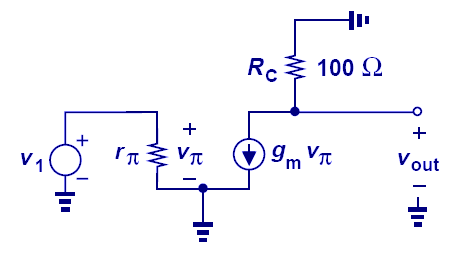 R_C 100 Ω
v_1 + − r_π + v_π − g_m v_π + v_out −